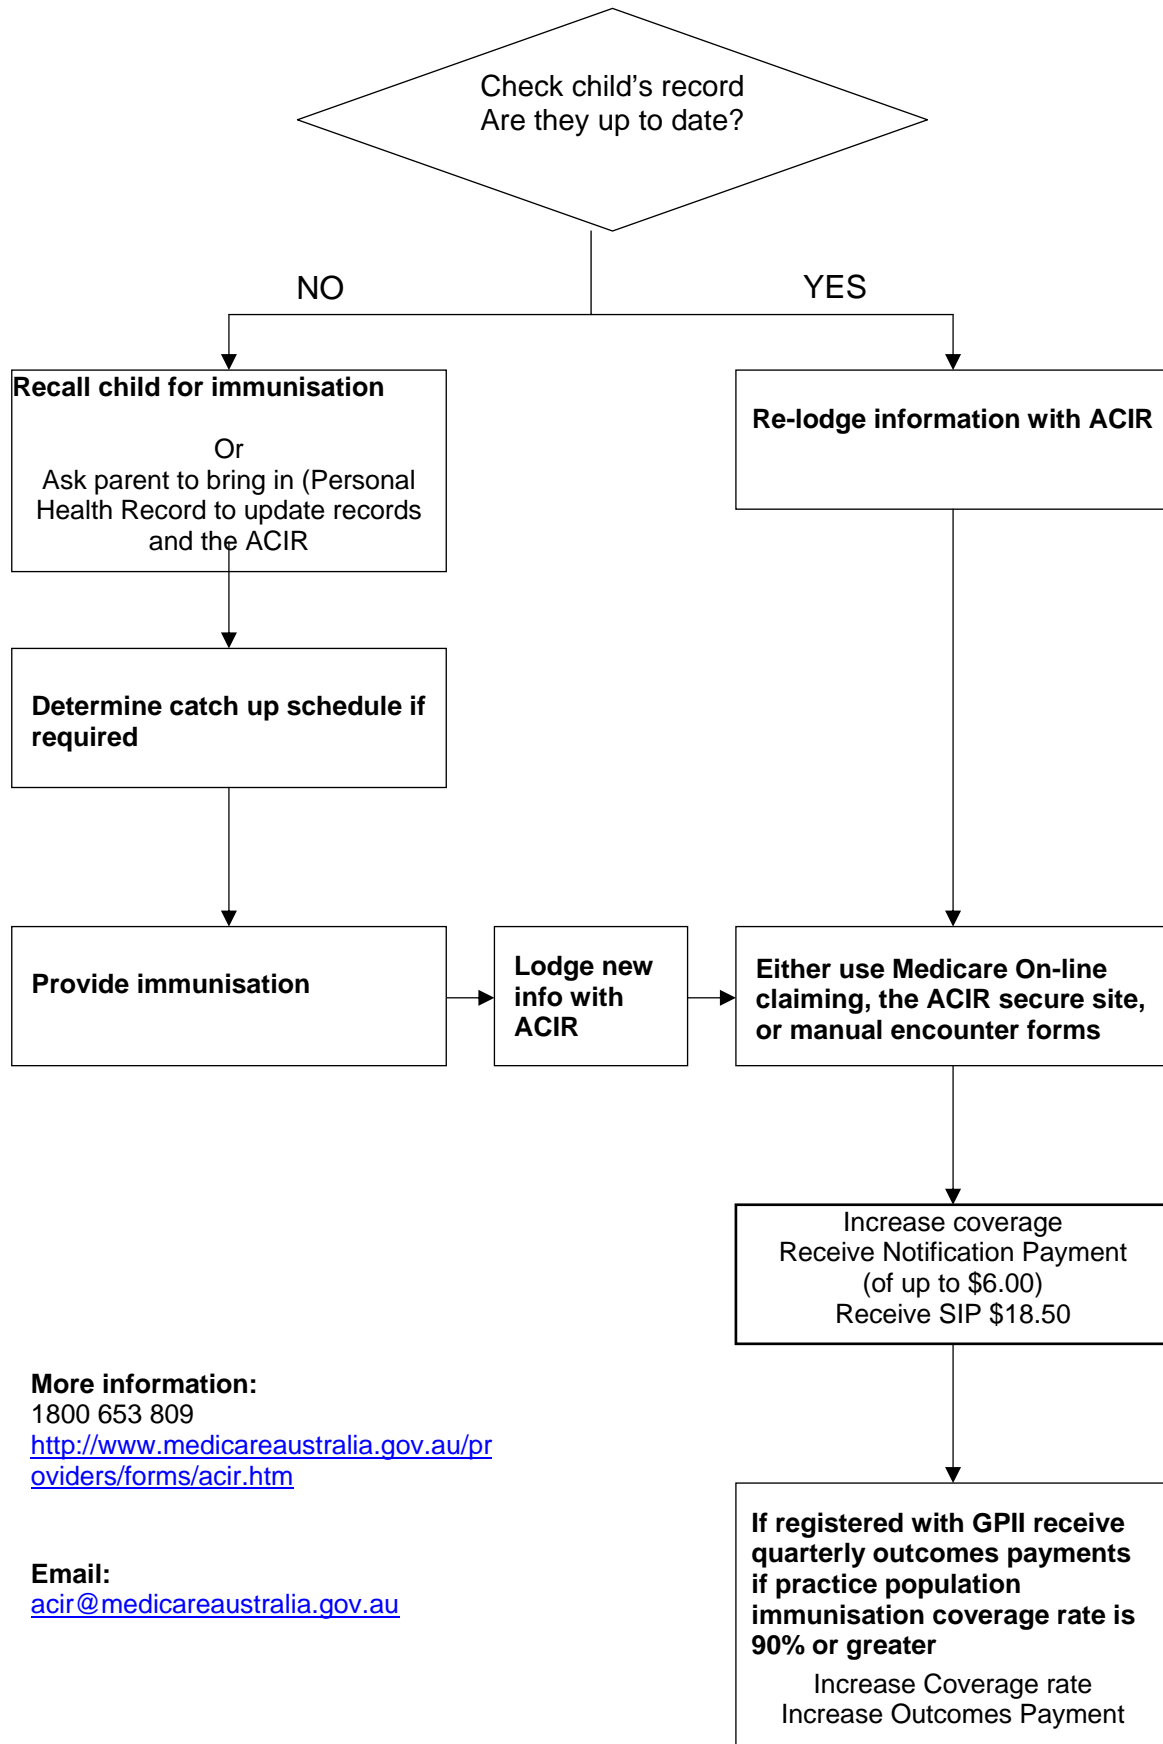 Check child’s record
Are they up to date?
NO
YES
Recall child for immunisation
Or
Ask parent to bring in (Personal
Health Record to update records
and the ACIR
Re-lodge information with ACIR
Determine catch up schedule if
required
Provide immunisation
Lodge new
info with
ACIR
Either use Medicare On-line
claiming, the ACIR secure site,
or manual encounter forms
Increase coverage
Receive Notification Payment
(of up to $6.00)
Receive SIP $18.50
More information:
1800 653 809
http://www.medicareaustralia.gov.au/pr
oviders/forms/acir.htm
Email:
acir@medicareaustralia.gov.au
If registered with GPII receive
quarterly outcomes payments
if practice population
immunisation coverage rate is
90% or greater
Increase Coverage rate
Increase Outcomes Payment